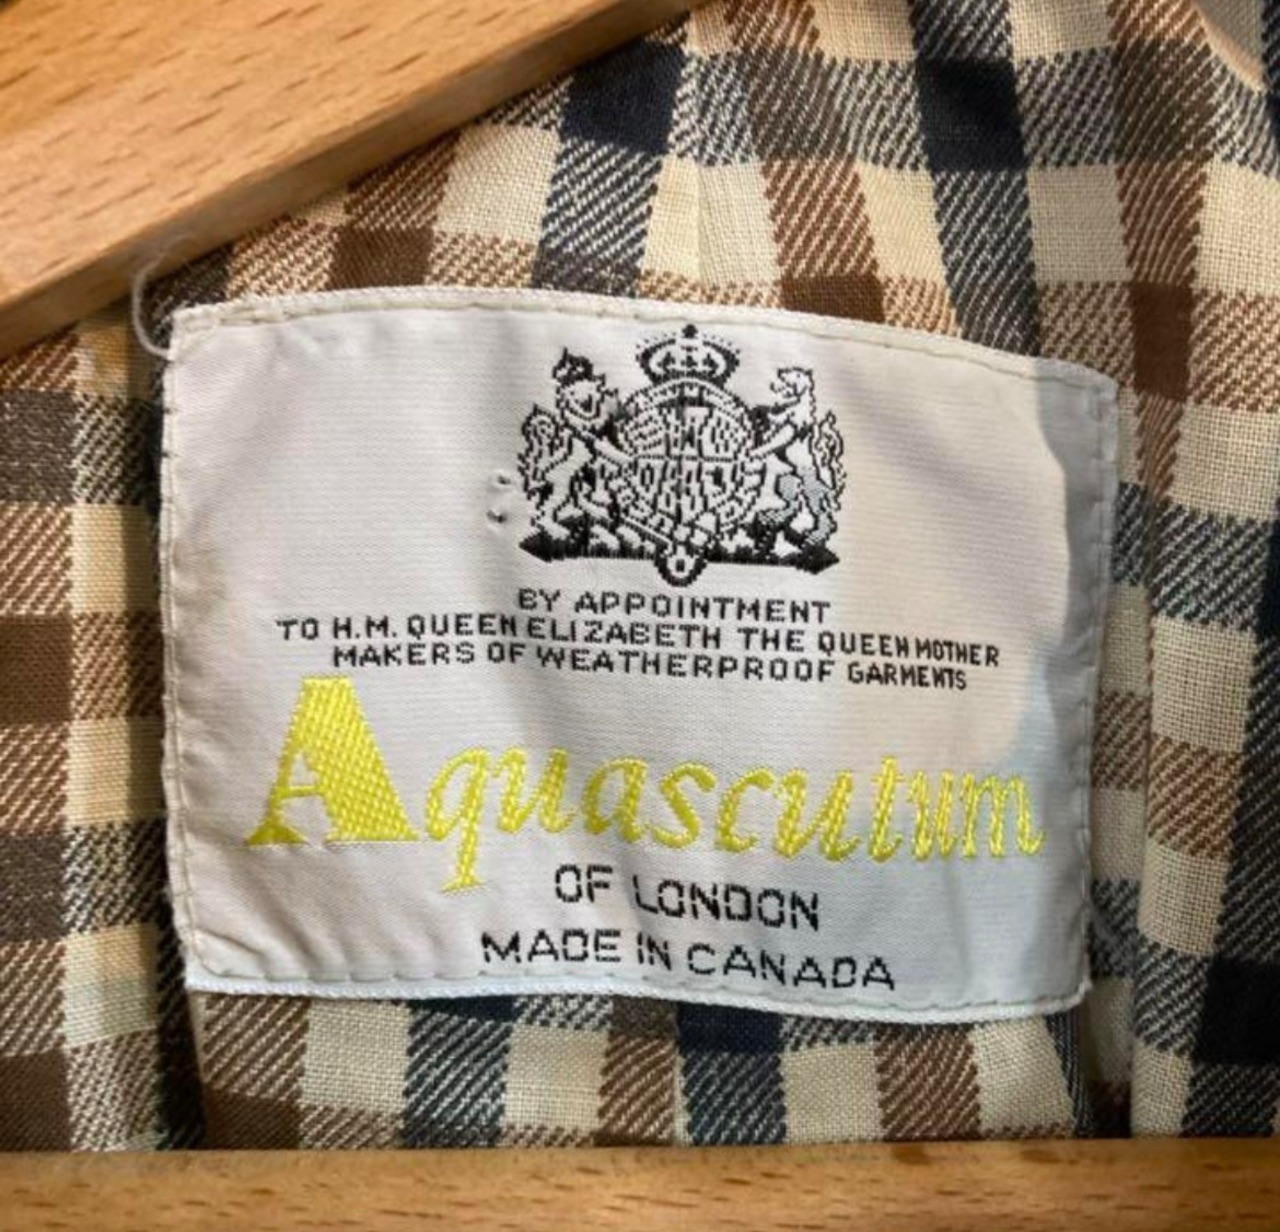 BY APPOINTMENT
TO H.M. QUEEN ELIZABETH THE QUEEN MOTHER
MAKERS OF WEATHERPROOF GARMENTS
Aquascutum
OF LONDON
MADE IN CANADA